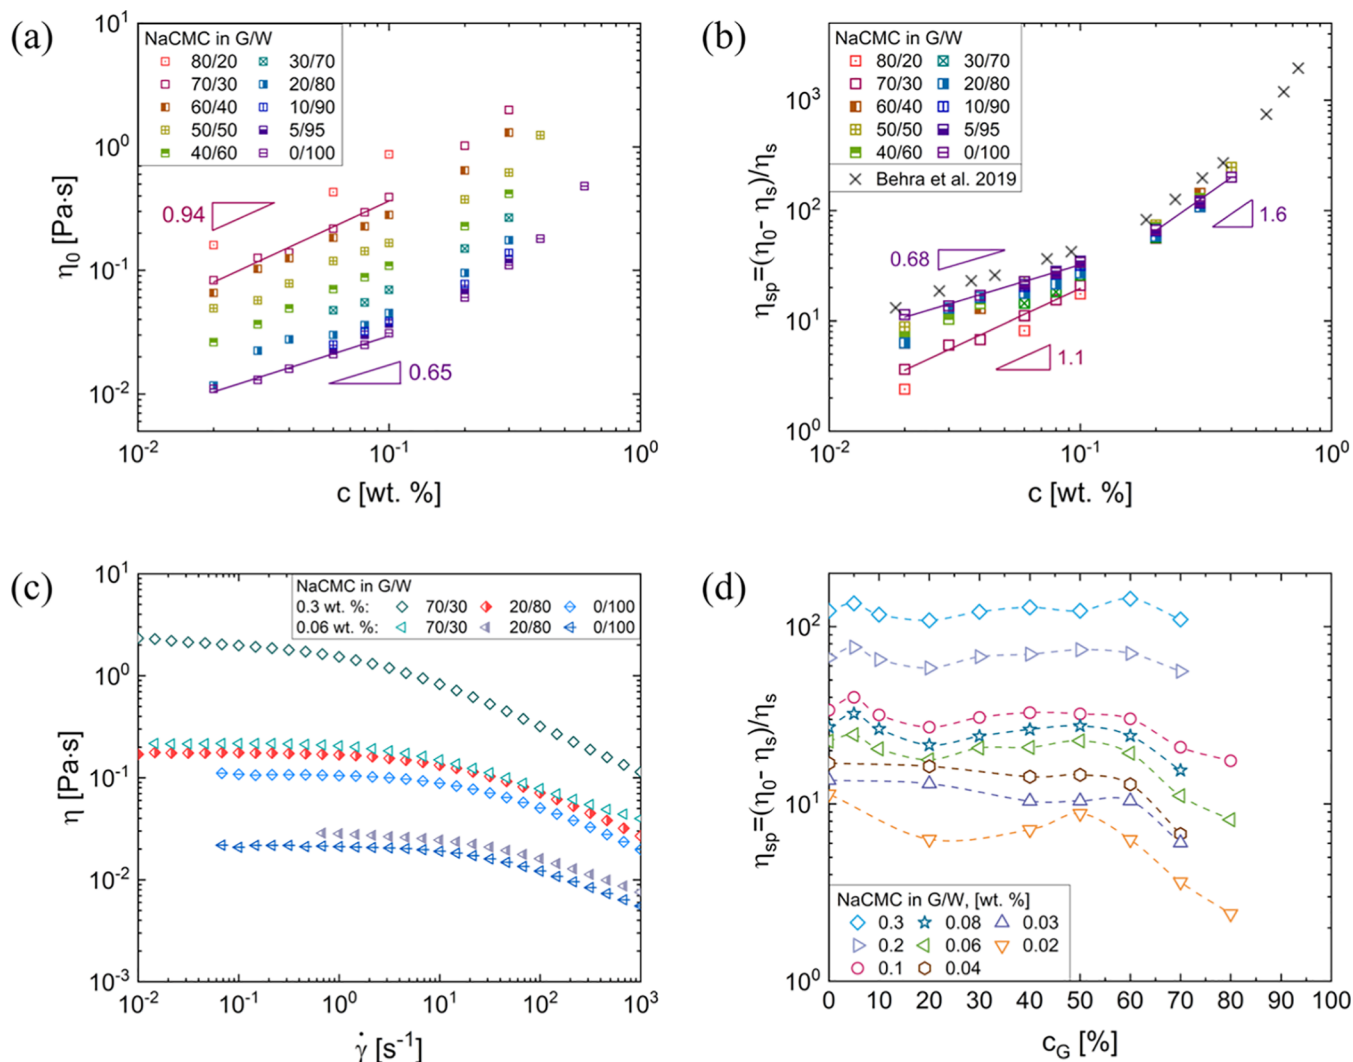 (a)
NaCMC in G/W
80/20 30/70
70/30 20/80
60/40 10/90
50/50 5/95
40/60 0/100
0.94
0.65
10¹
10⁰
10⁻¹
10⁻²
η₀ [Pa·s]
10⁻² 10⁻¹ 10⁰
c [wt. %]
(b)
NaCMC in G/W
80/20 30/70
70/30 20/80
60/40 10/90
50/50 5/95
40/60 0/100
Behra et al. 2019
0.68
1.6
1.1
10³
10²
10¹
10⁰
ηsp=(η₀- ηs)/ηs
10⁻² 10⁻¹ 10⁰
c [wt. %]
(c)
NaCMC in G/W
0.3 wt. %: 70/30 20/80 0/100
0.06 wt. %: 70/30 20/80 0/100
10¹
10⁰
10⁻¹
10⁻²
10⁻³
η [Pa·s]
10⁻² 10⁻¹ 10⁰ 10¹ 10² 10³
γ̇ [s⁻¹]
(d)
10²
10¹
10⁰
ηsp=(η₀- ηs)/ηs
NaCMC in G/W, [wt. %]
0.3 0.08 0.03
0.2 0.06 0.02
0.1 0.04
0 10 20 30 40 50 60 70 80 90 100
cG [%]